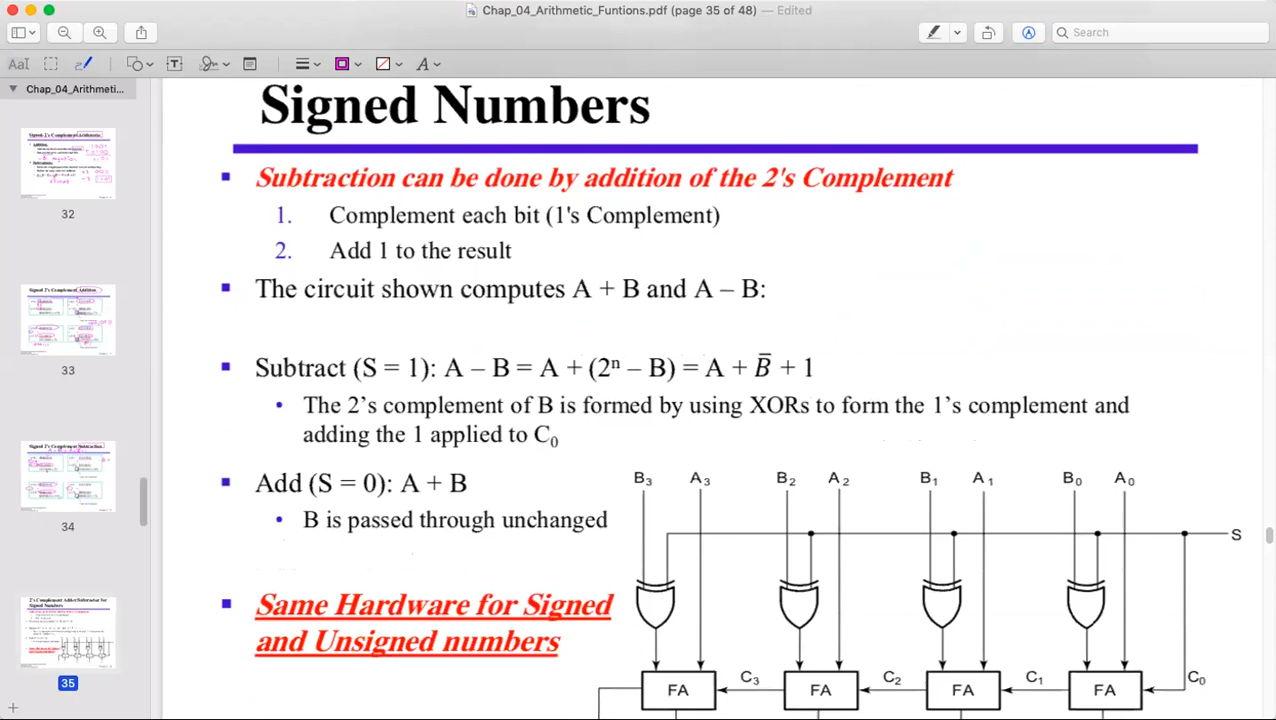 Chap_04_Arithmetic_Funtions.pdf (page 35 of 48) — Edited
Search
Chap_04_Arithmeti...
Signed Numbers
Subtraction can be done by addition of the 2's Complement
1. Complement each bit (1's Complement)
2. Add 1 to the result
The circuit shown computes A + B and A – B:
Subtract (S = 1): A – B = A + (2ⁿ – B) = A + B̄ + 1
The 2’s complement of B is formed by using XORs to form the 1’s complement and
adding the 1 applied to C₀
Add (S = 0): A + B
B is passed through unchanged
Same Hardware for Signed
and Unsigned numbers
B₃ A₃ B₂ A₂ B₁ A₁ B₀ A₀
S
C₃ C₂ C₁ C₀
FA FA FA FA
32
33
34
35